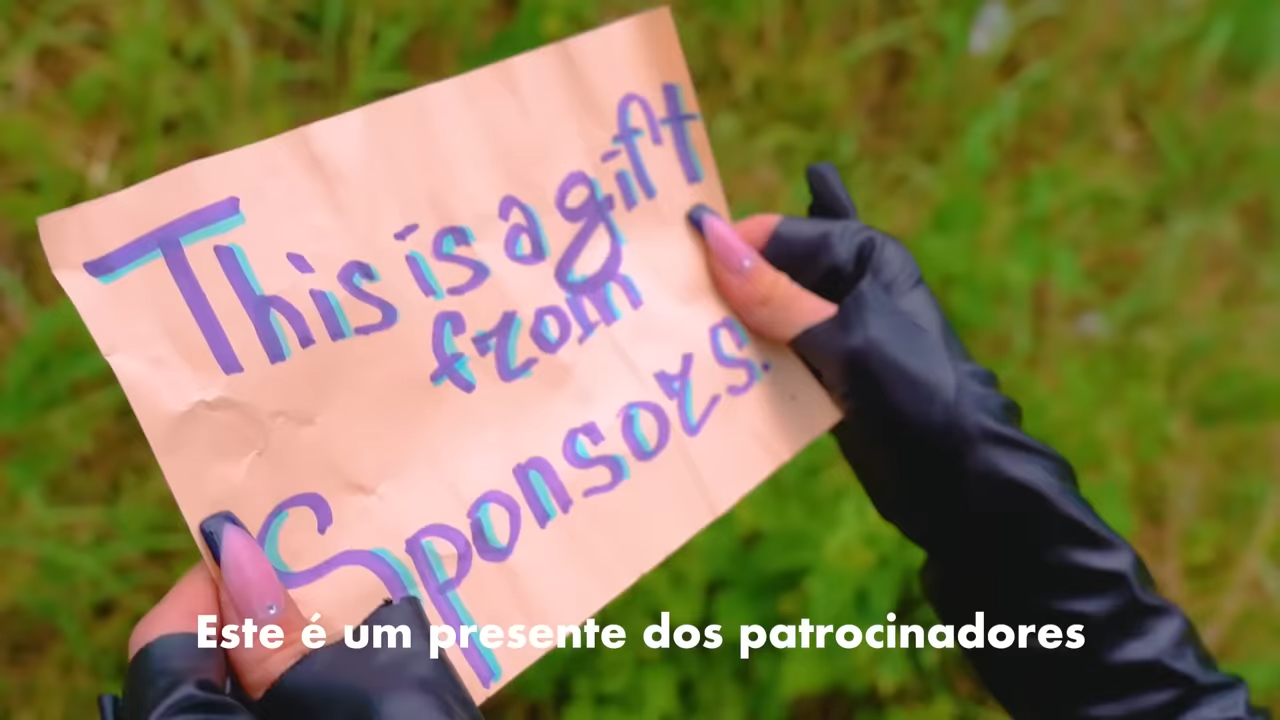 This is a gift
from
Sponsors.
Este é um presente dos patrocinadores